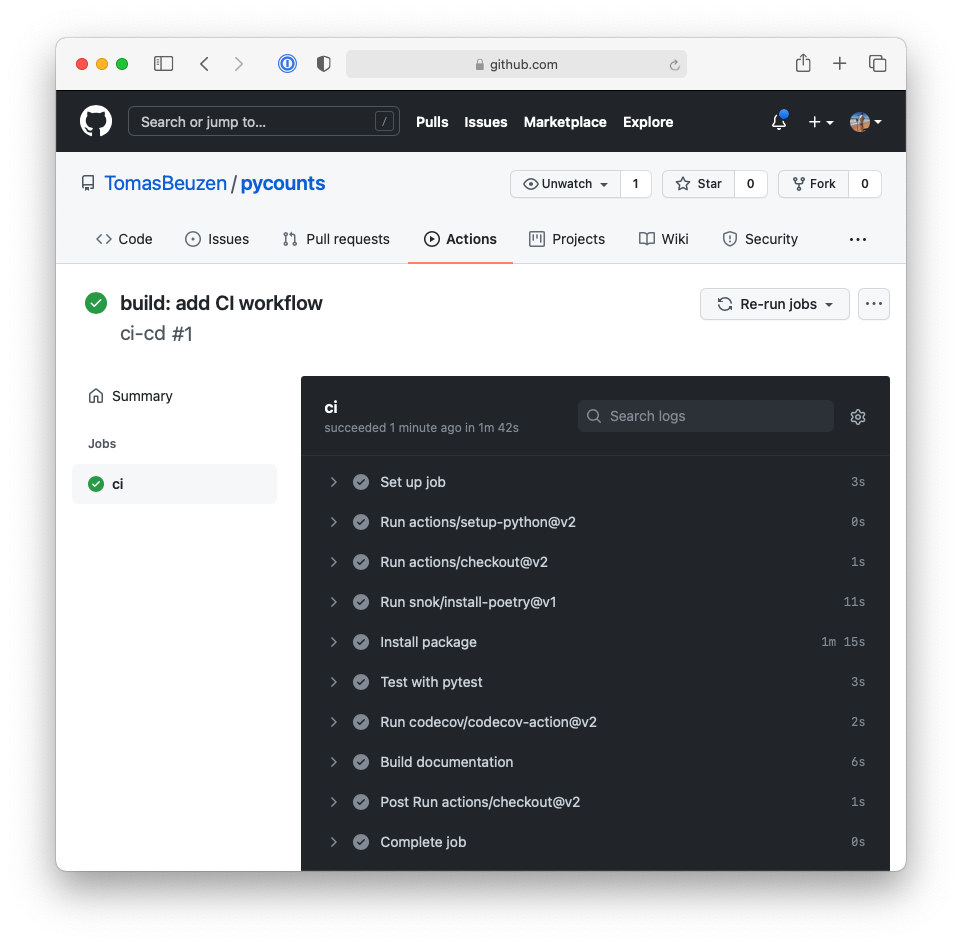 github.com
Search or jump to... /
Pulls Issues Marketplace Explore
TomasBeuzen / pycounts
Unwatch 1 Star 0 Fork 0
Code Issues Pull requests Actions Projects Wiki Security
build: add CI workflow
Re-run jobs
ci-cd #1
Summary
Jobs
ci
ci
succeeded 1 minute ago in 1m 42s
Search logs
Set up job 3s
Run actions/setup-python@v2 0s
Run actions/checkout@v2 1s
Run snok/install-poetry@v1 11s
Install package 1m 15s
Test with pytest 3s
Run codecov/codecov-action@v2 2s
Build documentation 6s
Post Run actions/checkout@v2 1s
Complete job 0s